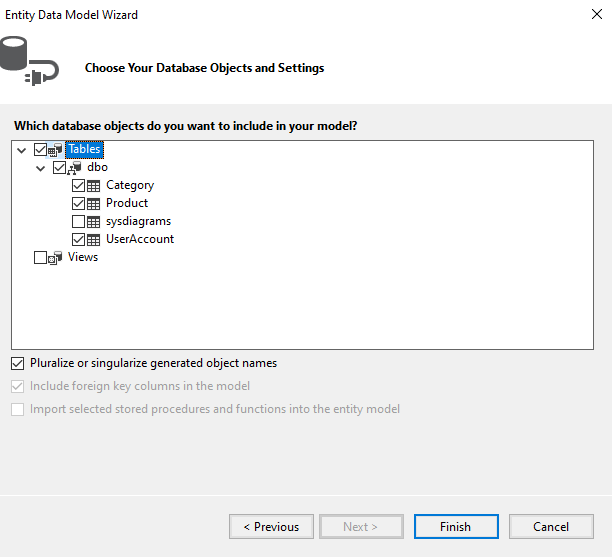 Entity Data Model Wizard
Choose Your Database Objects and Settings
Which database objects do you want to include in your model?
Tables
dbo
Category
Product
sysdiagrams
UserAccount
Views
Pluralize or singularize generated object names
Include foreign key columns in the model
Import selected stored procedures and functions into the entity model
< Previous
Next >
Finish
Cancel